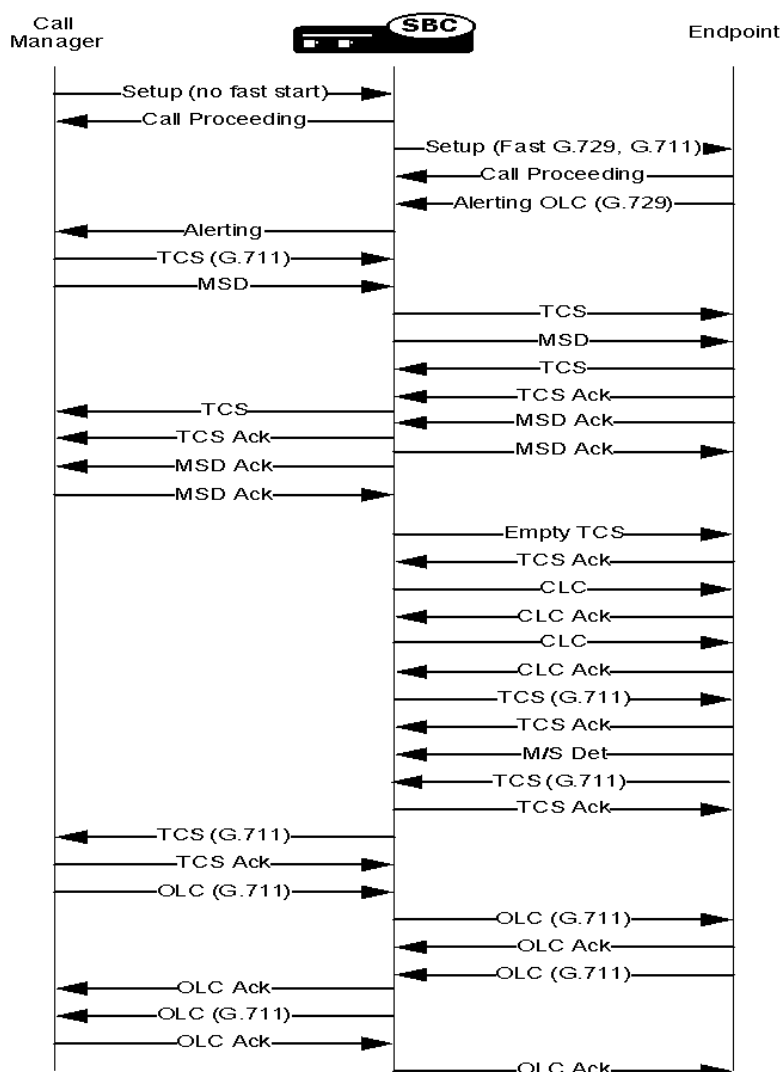 Call
Manager
SBC
Endpoint
Setup (no fast start)
Call Proceeding
Setup (Fast G.729, G.711)
Call Proceeding
Alerting OLC (G.729)
Alerting
TCS (G.711)
MSD
TCS
MSD
TCS
TCS Ack
TCS
MSD Ack
TCS Ack
MSD Ack
MSD Ack
MSD Ack
Empty TCS
TCS Ack
CLC
CLC Ack
CLC
CLC Ack
TCS (G.711)
TCS Ack
M/S Det
TCS (G.711)
TCS Ack
TCS (G.711)
TCS Ack
OLC (G.711)
OLC (G.711)
OLC Ack
OLC (G.711)
OLC Ack
OLC (G.711)
OLC Ack
OLC Ack